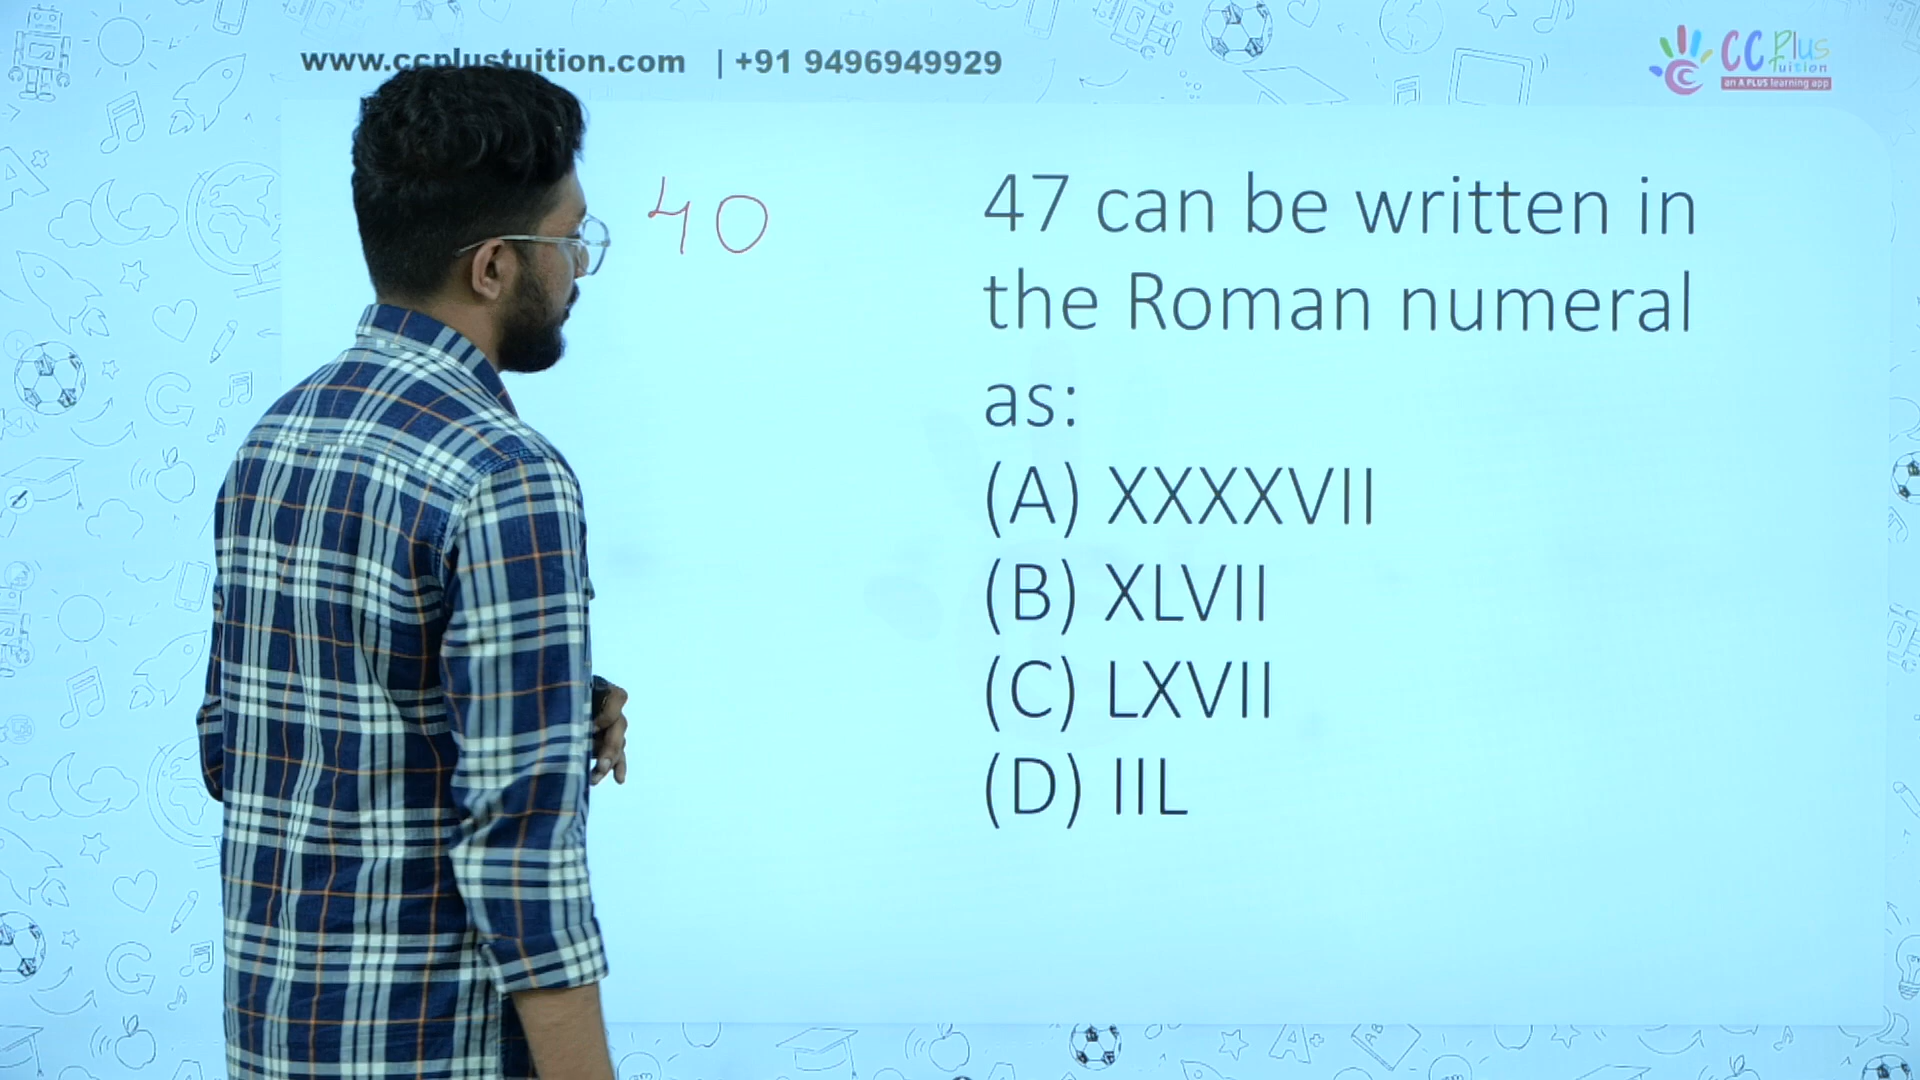 www.ccplustuition.com | +91 9496949929
CC Plus
Tuition
an A PLUS learning app
40
47 can be written in
the Roman numeral
as:
(A) XXXXVII
(B) XLVII
(C) LXVII
(D) IIL